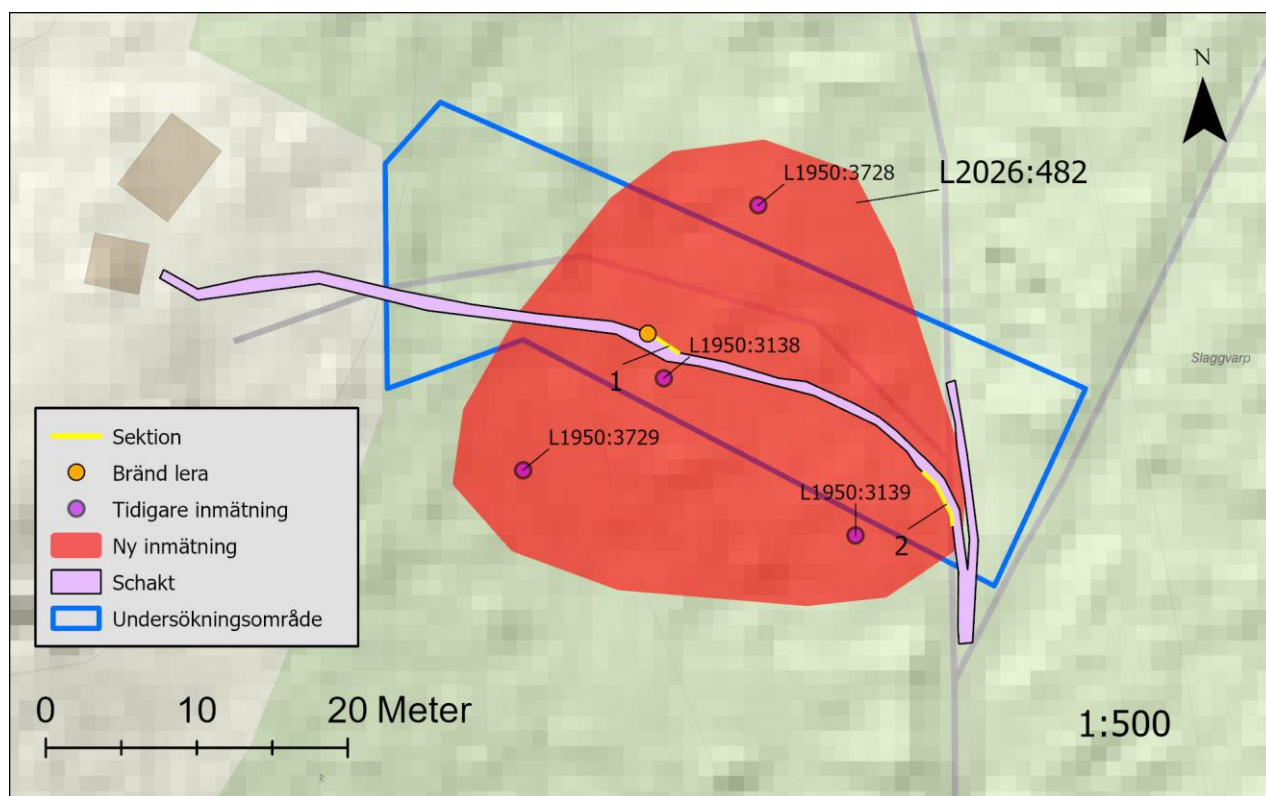 N
L1950:3728
L2026:482
L1950:3138
1
Slaggvarp
L1950:3729
L1950:3139
2
Sektion
Bränd lera
Tidigare inmätning
Ny inmätning
Schakt
Undersökningsområde
0 10 20 Meter
1:500
R